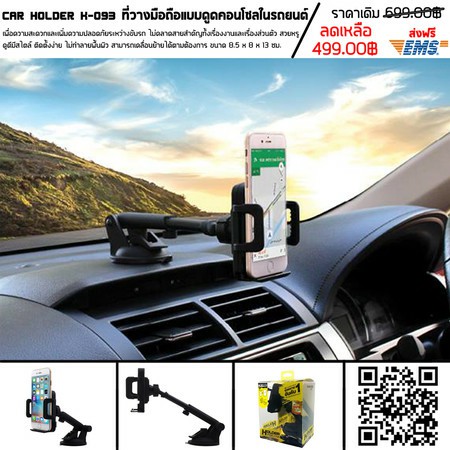 CAR HOLDER X-093 ที่วางมือถือแบบดูดคอนโซลในรถยนต์
เพื่อความสะดวกและเพิ่มความปลอดภัยระหว่างขับรถ ไม่ตลาดสายสำคัญทั้งเรื่องงานและเรื่องส่วนตัว สวยหรู
ดูดีมีสไตล์ ติดตั้งง่าย ไม่ทำลายพื้นผิว สามารถเคลื่อนย้ายได้ตามต้องการ ขนาด 8.5 x 8 x 13 ซม.
ราคาเดิม 699.00฿
ลดเหลือ
499.00฿
ส่งฟรี
EMS
HOLDER